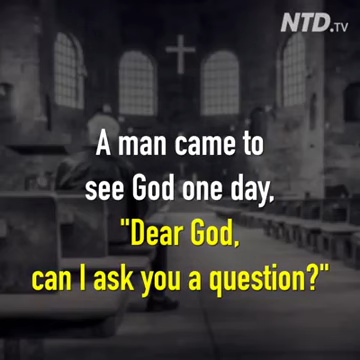 NTD.TV
A man came to
see God one day,
"Dear God,
can I ask you a question?"